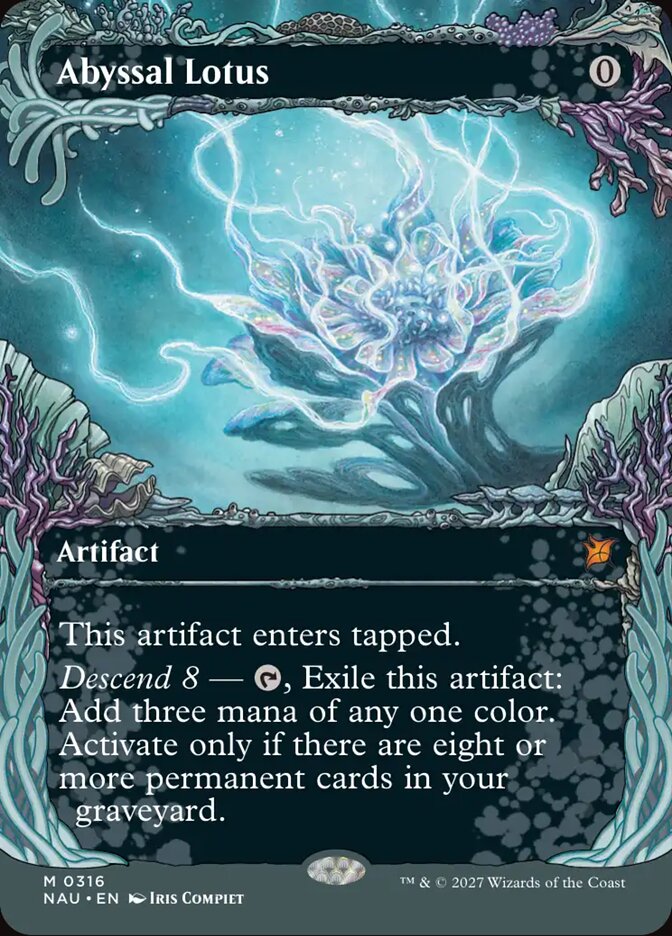 Abyssal Lotus 0
Artifact
This artifact enters tapped.
Descend 8 — , Exile this artifact:
Add three mana of any one color.
Activate only if there are eight or
more permanent cards in your
graveyard.
M 0316
NAU • EN Iris Compiet
™ & © 2027 Wizards of the Coast